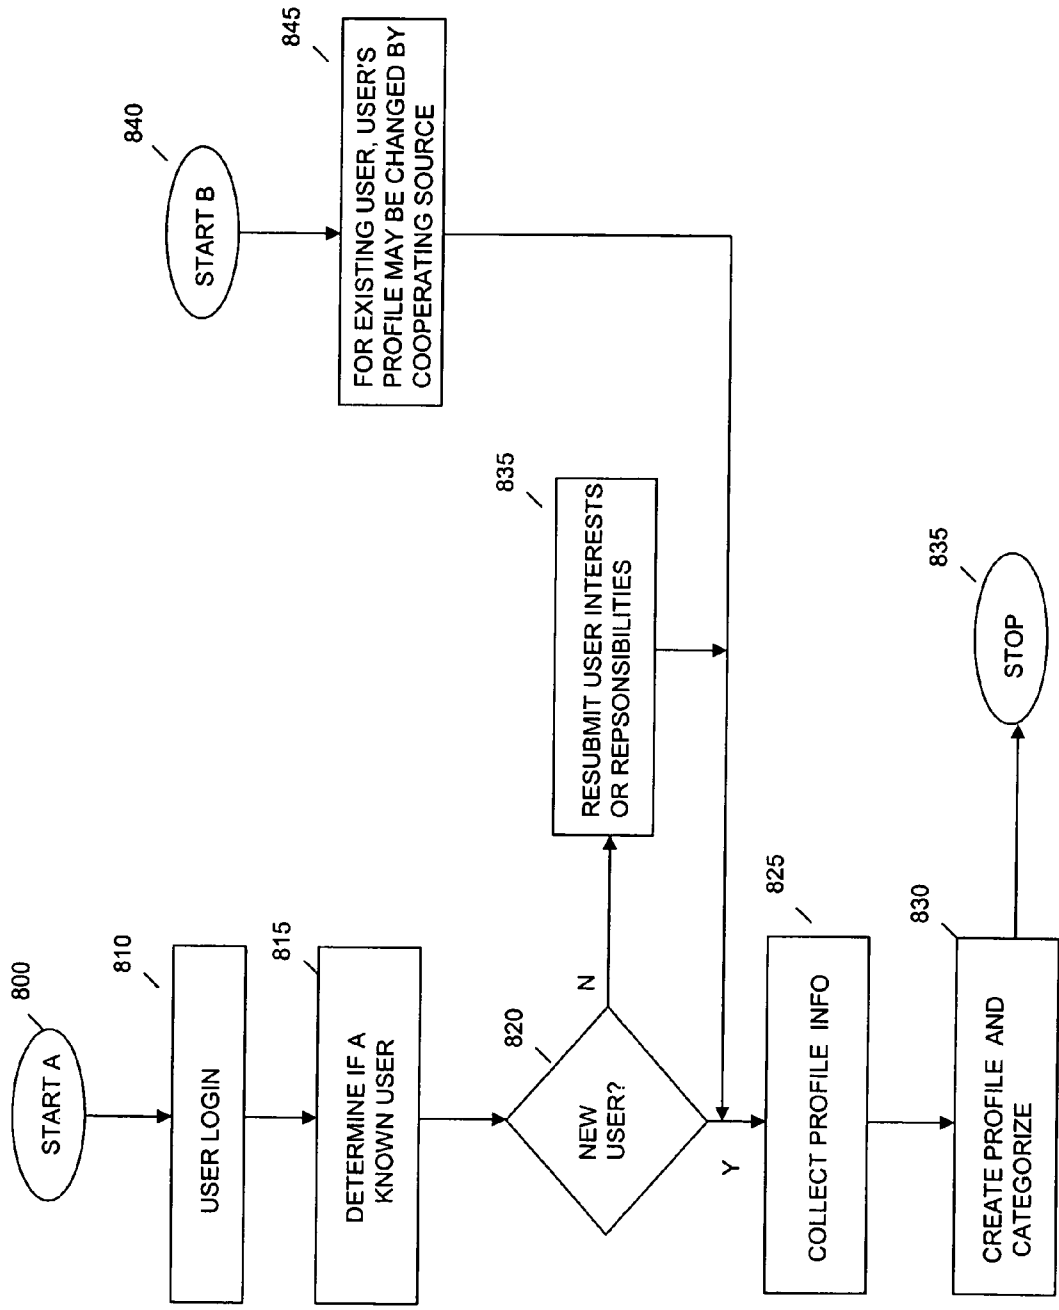 800
START A
810
USER LOGIN
815
DETERMINE IF A
KNOWN USER
820
NEW
USER?
N
Y
835
RESUBMIT USER INTERESTS
OR REPSONSIBILITIES
840
START B
845
FOR EXISTING USER, USER'S
PROFILE MAY BE CHANGED BY
COOPERATING SOURCE
825
COLLECT PROFILE INFO
830
CREATE PROFILE AND
CATEGORIZE
835
STOP